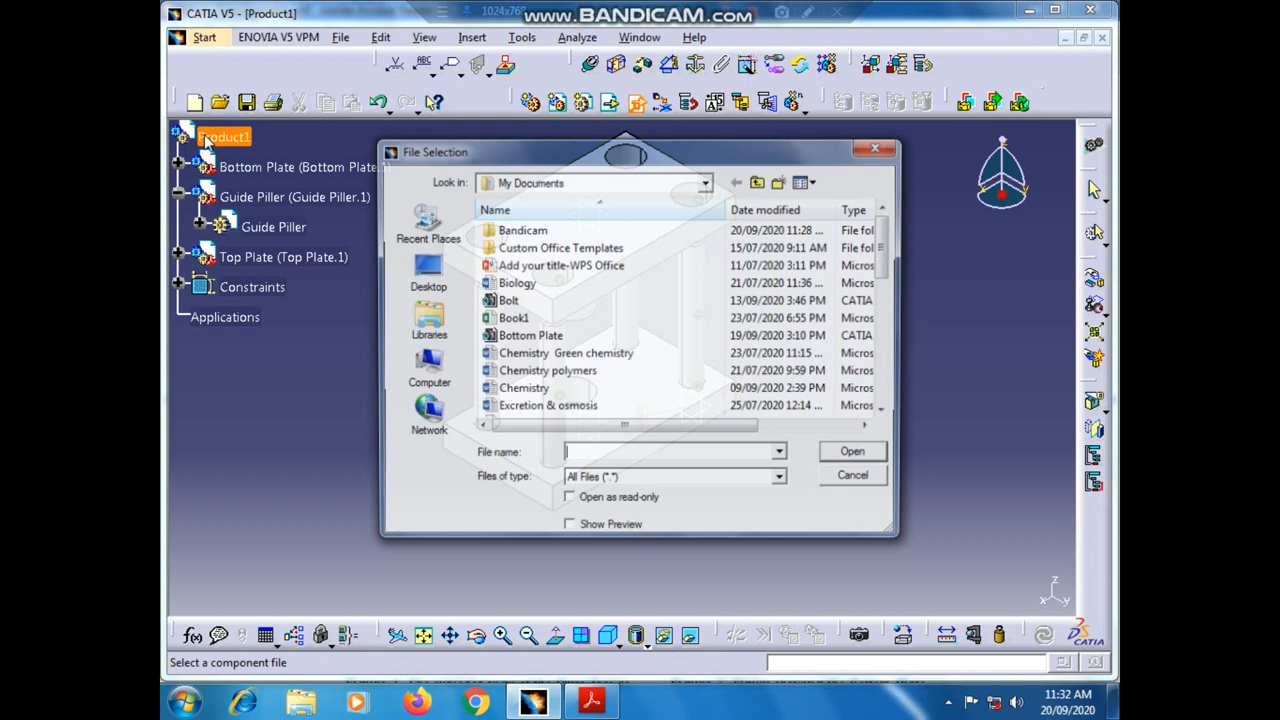 CATIA V5 - [Product1]
1024x768
www.BANDICAM.com
Start ENOVIA V5 VPM File Edit View Insert Tools Analyze Window Help
ABC
Product1
Bottom Plate (Bottom Plate.1)
Guide Piller (Guide Piller.1)
Guide Piller
Top Plate (Top Plate.1)
Constraints
Applications
File Selection
Look in: My Documents
Recent Places
Desktop
Libraries
Computer
Network
Name Date modified Type
Bandicam 20/09/2020 11:28 ... File fol
Custom Office Templates 15/07/2020 9:11 AM File fol
Add your title-WPS Office 11/07/2020 3:11 PM Micros
Biology 21/07/2020 11:36 ... Micros
Bolt 13/09/2020 3:46 PM CATIA
Book1 23/07/2020 6:55 PM Micros
Bottom Plate 19/09/2020 3:10 PM CATIA
Chemistry Green chemistry 23/07/2020 11:15 ... Micros
Chemistry polymers 21/07/2020 9:59 PM Micros
Chemistry 09/09/2020 2:39 PM Micros
Excretion & osmosis 25/07/2020 12:14 ... Micros
File name: Open
Files of type: All Files (*.*) Cancel
Open as read-only
Show Preview
z
x y
f(x)
CATIA
Select a component file
11:32 AM
20/09/2020